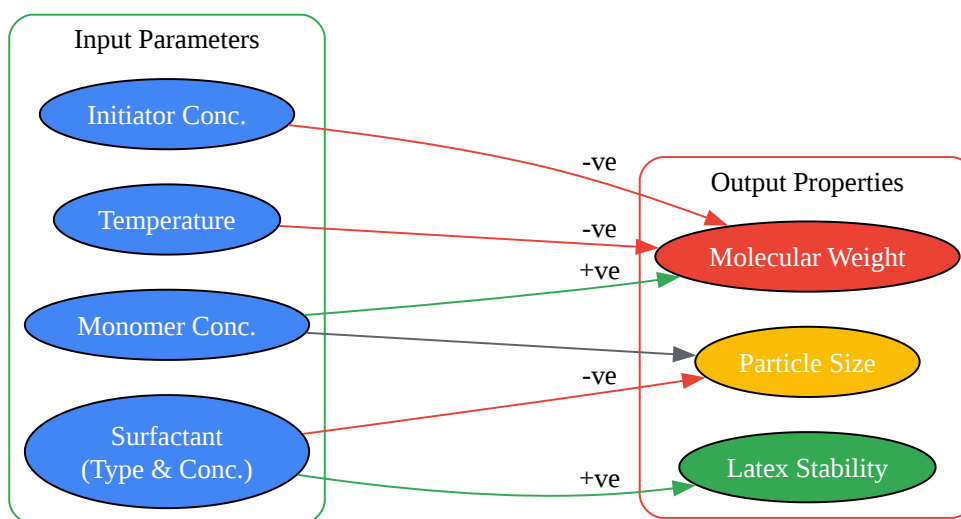 Input Parameters
Initiator Conc.
Temperature
Monomer Conc.
Surfactant
(Type & Conc.)
-ve
-ve
+ve
-ve
+ve
Output Properties
Molecular Weight
Particle Size
Latex Stability